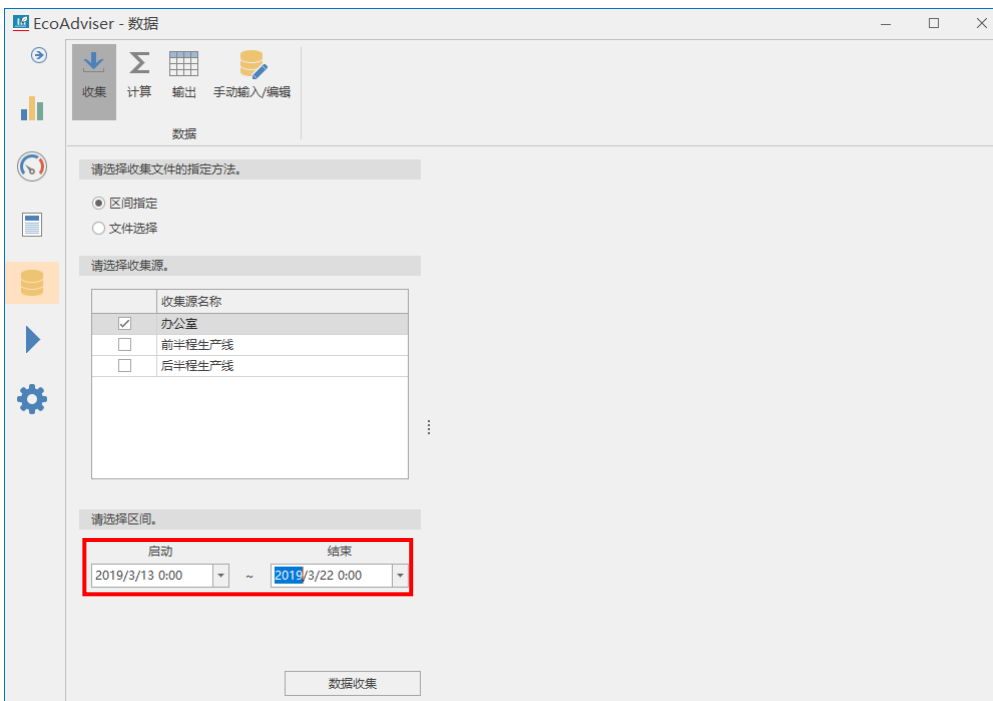 EcoAdviser - 数据
收集 计算 输出 手动输入/编辑
数据
请选择收集文件的指定方法。
区间指定
文件选择
请选择收集源。
收集源名称
办公室
前半程生产线
后半程生产线
请选择区间。
启动 结束
2019/3/13 0:00 ~ 2019/3/22 0:00
数据收集